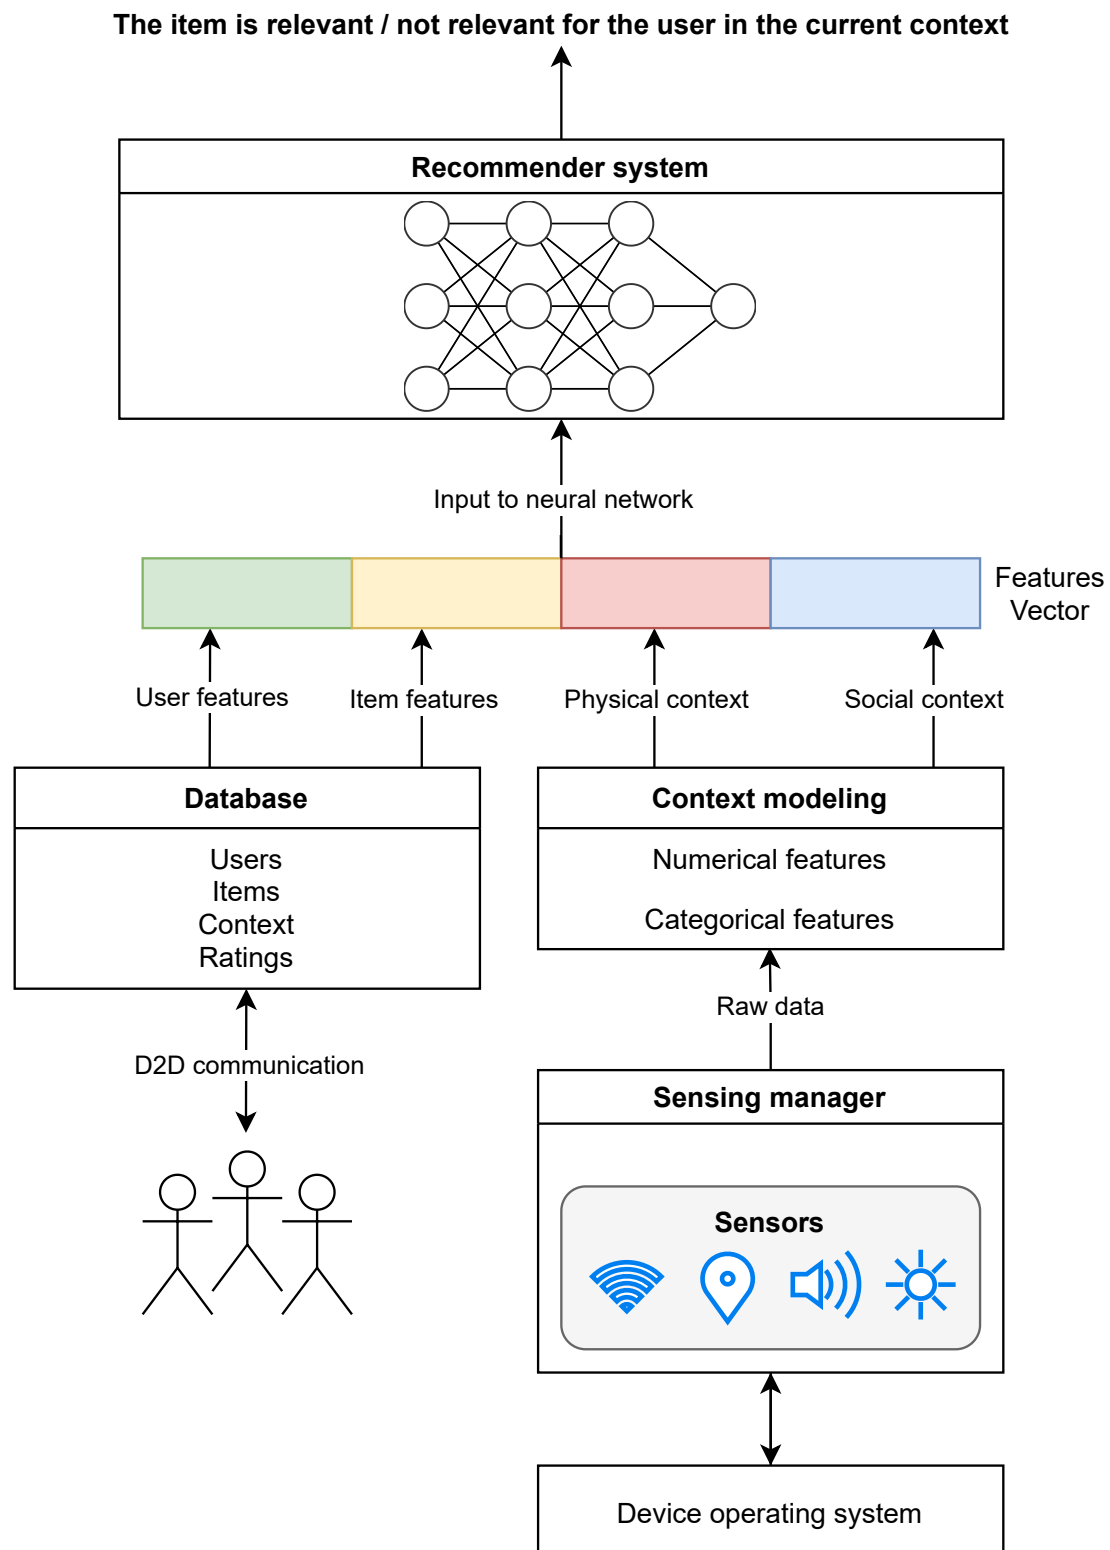 The item is relevant / not relevant for the user in the current context
Recommender system
Input to neural network
Features
Vector
User features
Item features
Physical context
Social context
Database
Users
Items
Context
Ratings
Context modeling
Numerical features
Categorical features
D2D communication
Raw data
Sensing manager
Sensors
Device operating system